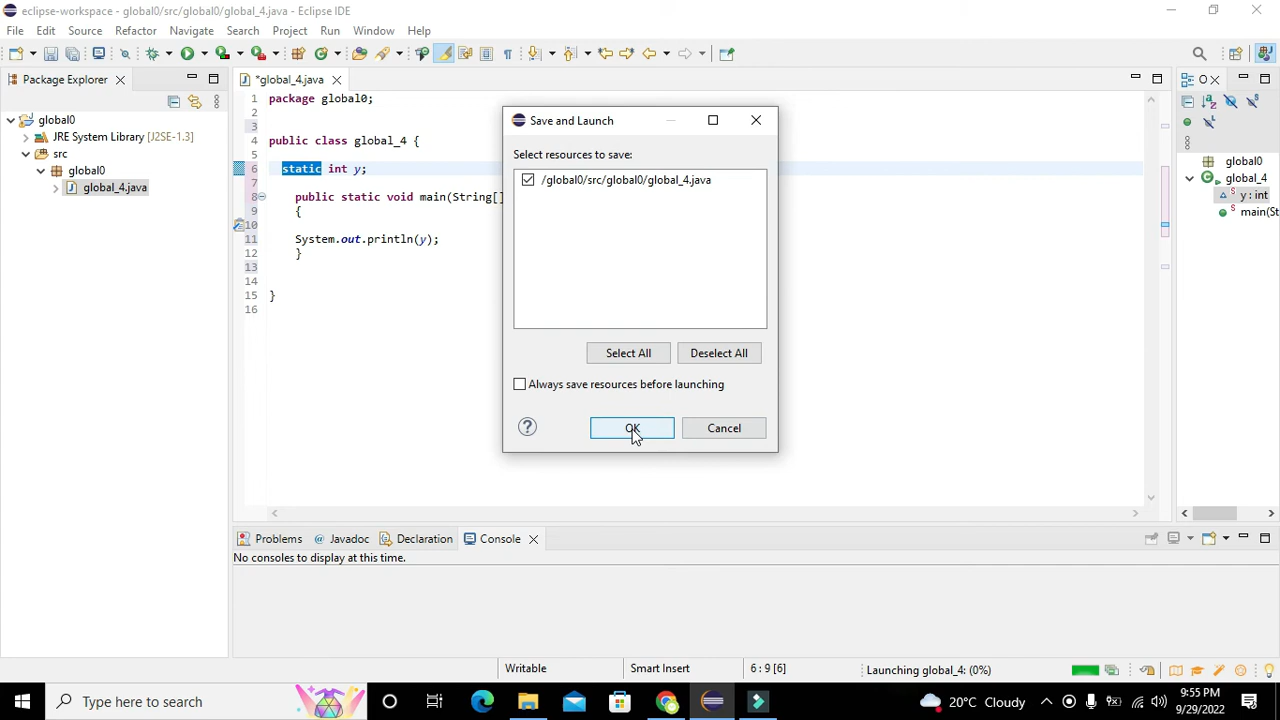 eclipse-workspace - global0/src/global0/global_4.java - Eclipse IDE
File Edit Source Refactor Navigate Search Project Run Window Help
Package Explorer
global0
JRE System Library [J2SE-1.3]
src
global0
global_4.java
*global_4.java
1 package global0;
2
3
4 public class global_4 {
5
6 static int y;
7
8 public static void main(String[]
9 {
10
11 System.out.println(y);
12 }
13
14
15 }
16
Save and Launch
Select resources to save:
/global0/src/global0/global_4.java
Select All Deselect All
Always save resources before launching
OK Cancel
O
global0
global_4
y : int
main(St
Problems Javadoc Declaration Console
No consoles to display at this time.
Writable Smart Insert 6 : 9 [6] Launching global_4: (0%)
Type here to search
20°C Cloudy
9:55 PM
9/29/2022